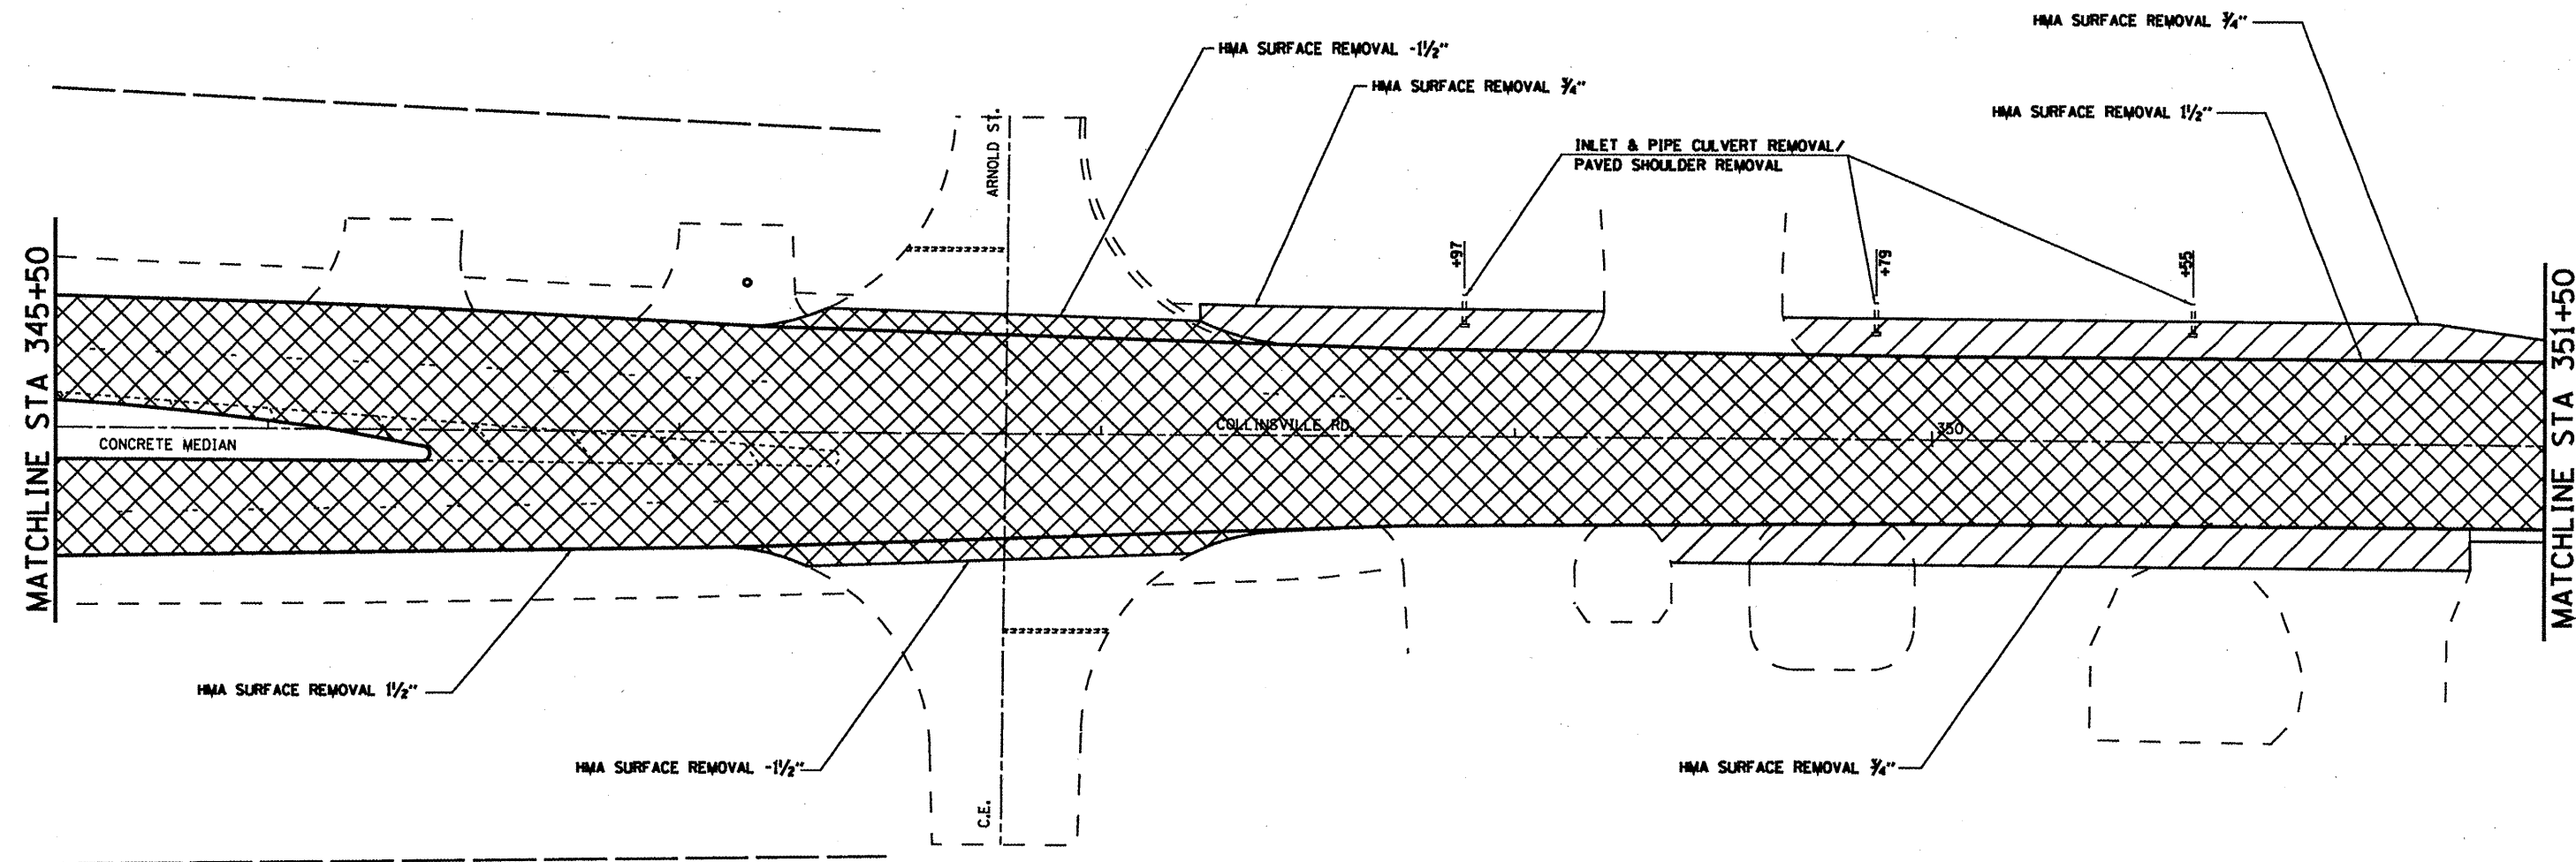 HMA SURFACE REMOVAL ¾"
HMA SURFACE REMOVAL -1½"
HMA SURFACE REMOVAL ¾"
HMA SURFACE REMOVAL 1½"
INLET & PIPE CULVERT REMOVAL/
PAVED SHOULDER REMOVAL
ARNOLD ST.
+97
+79
+55
MATCHLINE STA 345+50
MATCHLINE STA 351+50
COLLINSVILLE RD.
350
CONCRETE MEDIAN
HMA SURFACE REMOVAL 1½"
HMA SURFACE REMOVAL -1½"
HMA SURFACE REMOVAL ¾"
C.E.